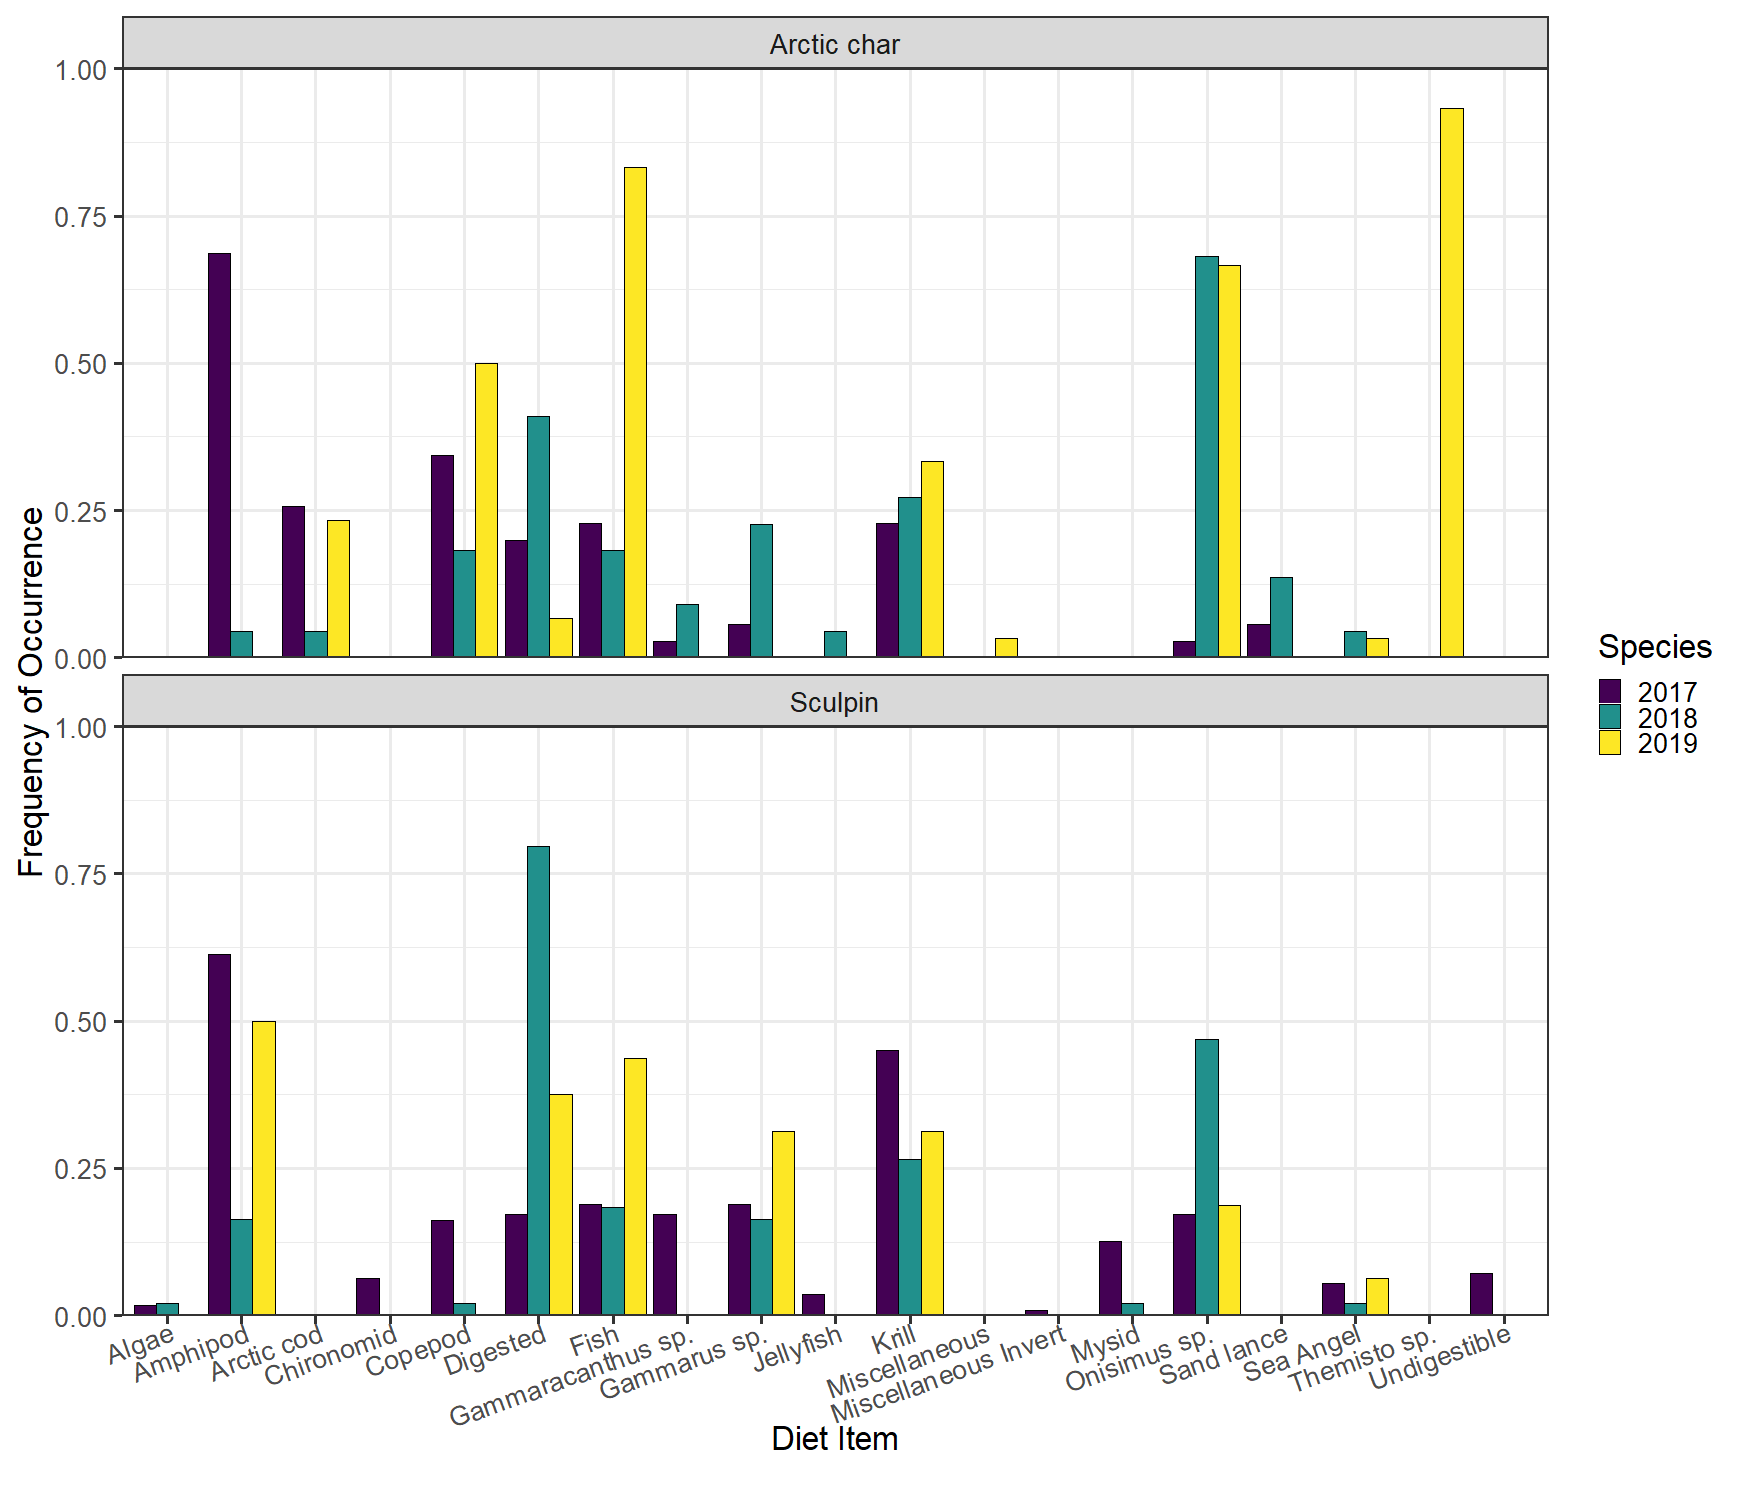 Arctic char
1.00
0.75
0.50
0.25
0.00
Sculpin
1.00
0.75
0.50
0.25
0.00
Frequency of Occurrence
Algae
Amphipod
Arctic cod
Chironomid
Copepod
Digested
Fish
Gammaracanthus sp.
Gammarus sp.
Jellyfish
Krill
Miscellaneous
Miscellaneous Invert
Mysid
Onisimus sp.
Sand lance
Sea Angel
Themisto sp.
Undigestible
Diet Item
Species
2017
2018
2019